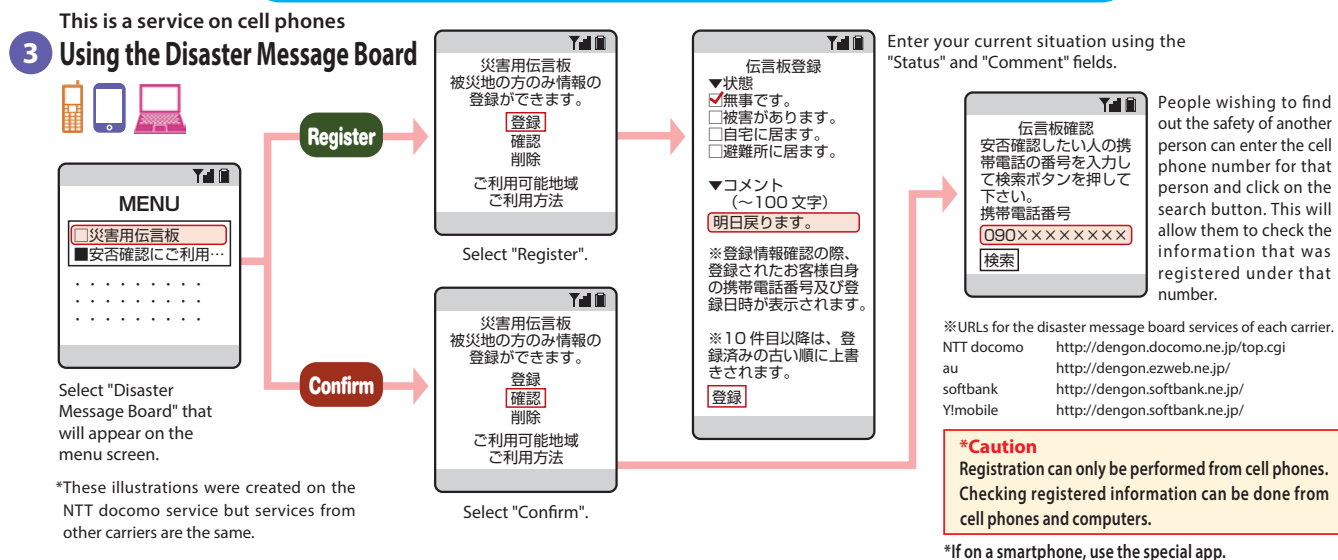 This is a service on cell phones
3 Using the Disaster Message Board
MENU
□災害用伝言板
■安否確認にご利用…
・・・・・・・・・
・・・・・・・・・
・・・・・・・・・
Select "Disaster
Message Board" that
will appear on the
menu screen.
*These illustrations were created on the
NTT docomo service but services from
other carriers are the same.
Register
災害用伝言板
被災地の方のみ情報の
登録ができます。
登録
確認
削除
ご利用可能地域
ご利用方法
Select "Register".
Confirm
災害用伝言板
被災地の方のみ情報の
登録ができます。
登録
確認
削除
ご利用可能地域
ご利用方法
Select "Confirm".
伝言板登録
▼状態
☑無事です。
□被害があります。
□自宅に居ます。
□避難所に居ます。
▼コメント
（～100 文字）
明日戻ります。
※登録情報確認の際、
登録されたお客様自身
の携帯電話番号及び登
録日時が表示されます。
※10 件目以降は、登
録済みの古い順に上書
きされます。
登録
Enter your current situation using the
"Status" and "Comment" fields.
伝言板確認
安否確認したい人の携
帯電話の番号を入力し
て検索ボタンを押して
下さい。
携帯電話番号
090××××××××
検索
People wishing to find
out the safety of another
person can enter the cell
phone number for that
person and click on the
search button. This will
allow them to check the
information that was
registered under that
number.
※URLs for the disaster message board services of each carrier.
NTT docomo http://dengon.docomo.ne.jp/top.cgi
au http://dengon.ezweb.ne.jp/
softbank http://dengon.softbank.ne.jp/
Y!mobile http://dengon.softbank.ne.jp/
*Caution
Registration can only be performed from cell phones.
Checking registered information can be done from
cell phones and computers.
*If on a smartphone, use the special app.